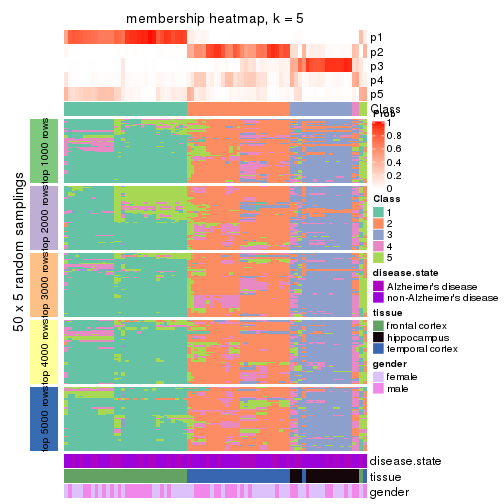 membership heatmap, k = 5
p1
p2
p3
p4
p5
Class
Prob
1
0.8
0.6
0.4
0.2
0
Class
1
2
3
4
5
disease.state
Alzheimer's disease
non-Alzheimer's disease
tissue
frontal cortex
hippocampus
temporal cortex
gender
female
male
50 x 5 random samplings
top 1000 rows
top 2000 rows
top 3000 rows
top 4000 rows
top 5000 rows
disease.state
tissue
gender